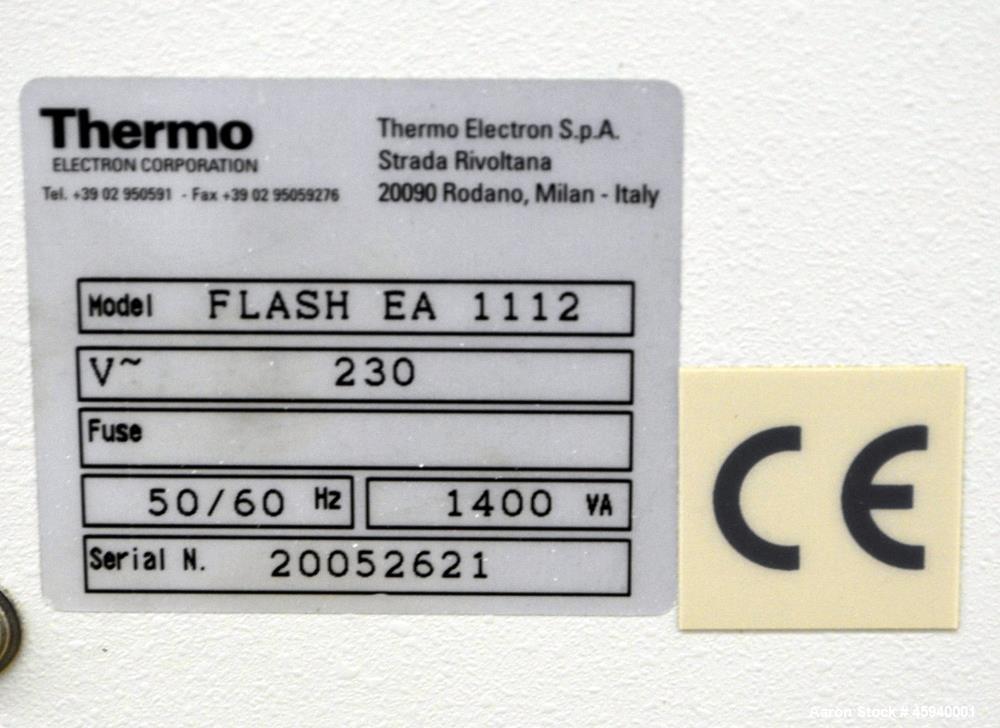 Thermo
ELECTRON CORPORATION
Tel. +39 02 950591 - Fax +39 02 95059276
Thermo Electron S.p.A.
Strada Rivoltana
20090 Rodano, Milan - Italy
Model FLASH EA 1112
V~ 230
Fuse
50/60 Hz 1400 VA
Serial N. 20052621
CE
Aaron Stock # 45940001